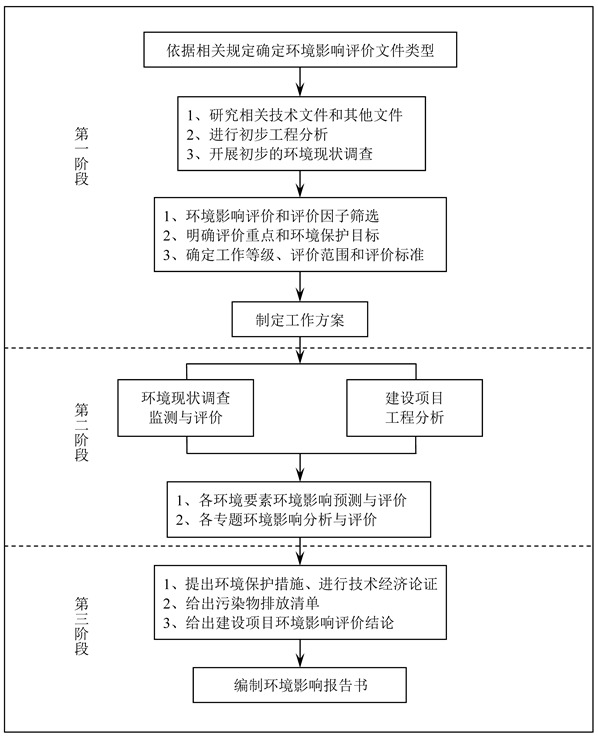 依据相关规定确定环境影响评价文件类型
第一阶段
1、研究相关技术文件和其他文件
2、进行初步工程分析
3、开展初步的环境现状调查
1、环境影响评价和评价因子筛选
2、明确评价重点和环境保护目标
3、确定工作等级、评价范围和评价标准
制定工作方案
第二阶段
环境现状调查
监测与评价
建设项目
工程分析
1、各环境要素环境影响预测与评价
2、各专题环境影响分析与评价
第三阶段
1、提出环境保护措施、进行技术经济论证
2、给出污染物排放清单
3、给出建设项目环境影响评价结论
编制环境影响报告书